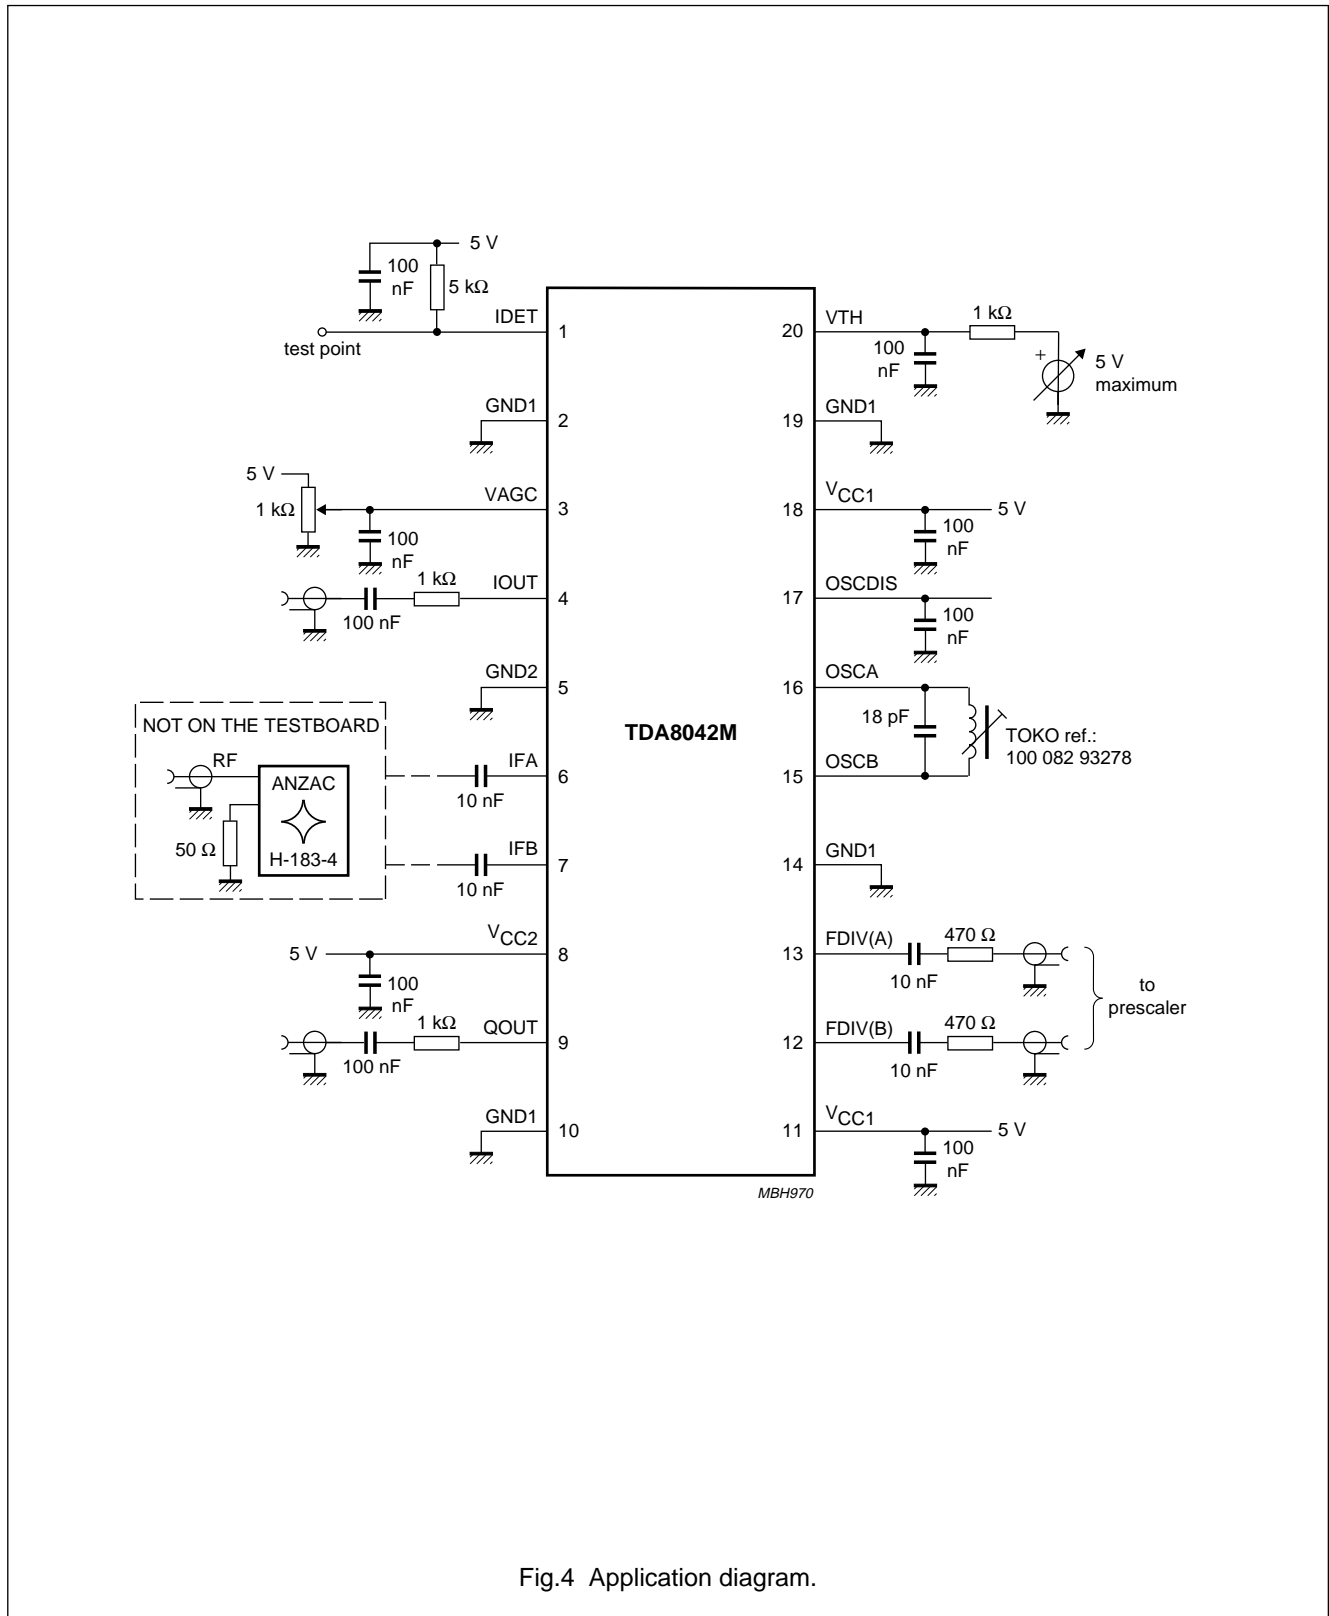 5 V
100
nF
5 kΩ
IDET
1
test point
GND1
2
5 V
1 kΩ
VAGC
3
100
nF
1 kΩ
IOUT
4
100 nF
GND2
5
NOT ON THE TESTBOARD
RF
ANZAC
50 Ω
H-183-4
IFA
6
10 nF
IFB
7
10 nF
VCC2
5 V
8
100
nF
1 kΩ
QOUT
9
100 nF
GND1
10
TDA8042M
20
VTH
1 kΩ
100
nF
+
5 V
maximum
19
GND1
18
VCC1
5 V
100
nF
17
OSCDIS
100
nF
16
OSCA
18 pF
TOKO ref.:
100 082 93278
OSCB
15
GND1
14
FDIV(A)
470 Ω
13
10 nF
to
prescaler
FDIV(B)
470 Ω
12
10 nF
VCC1
11
5 V
100
nF
MBH970
Fig.4 Application diagram.